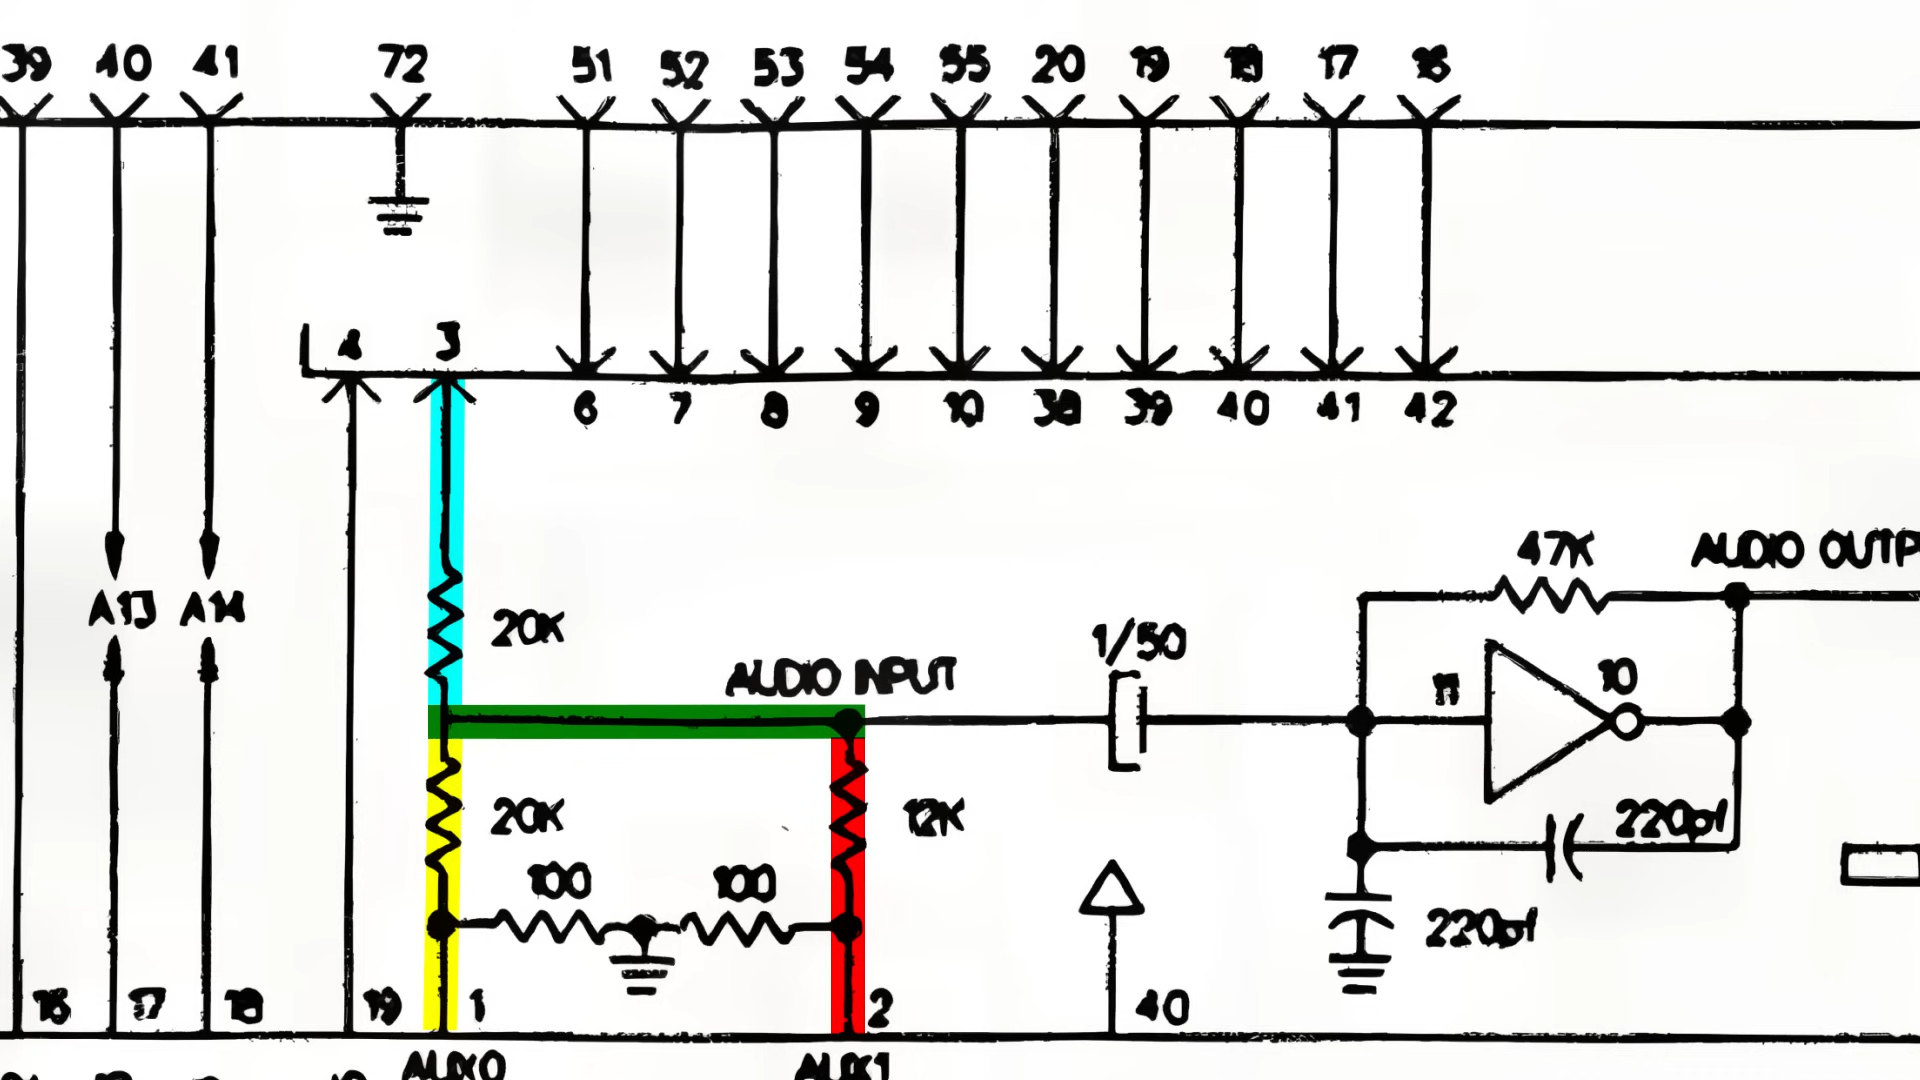 39 40 41 72 51 52 53 54 55 20 19 18 17 16
4 3
6 7 8 9 10 38 39 40 41 42
47K AUDIO OUTP
A13 A14
20K
1/50
AUDIO INPUT
11 10
20K 12K 220pf
100 100
220pf
16 17 18 19 1 2 40
AUX0 AUX1